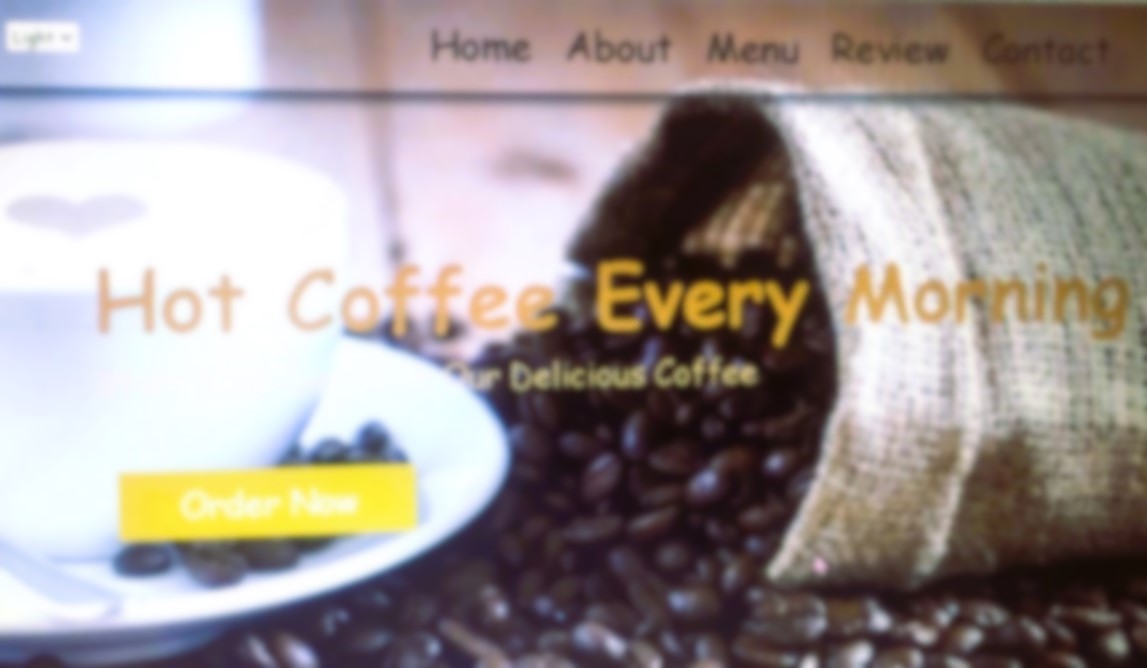 Light
Home About Menu Review Contact
Hot Coffee Every Morning
Our Delicious Coffee
Order Now